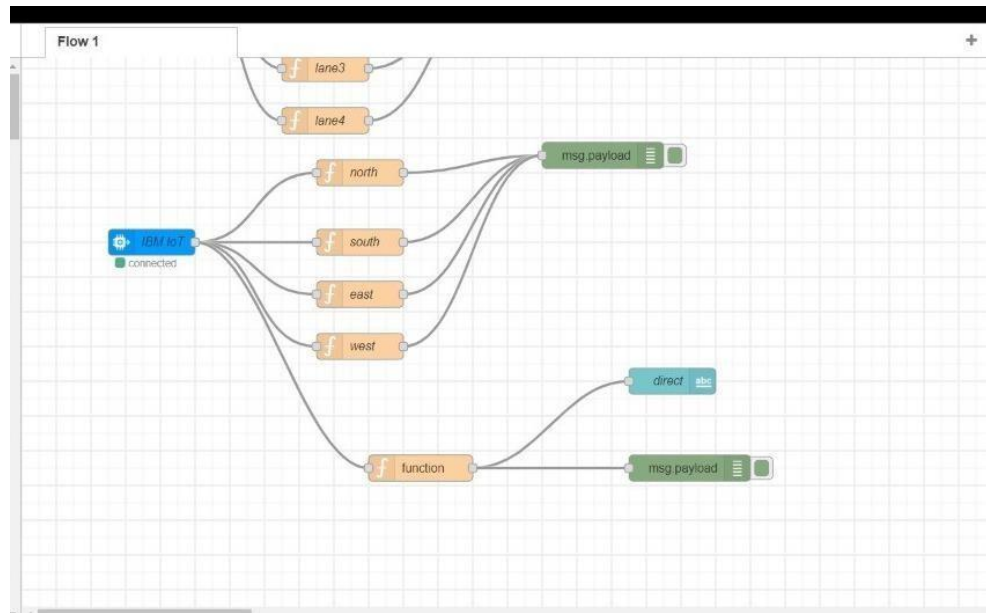 Flow 1
lane3
lane4
msg.payload
north
IBM IoT
connected
south
east
west
direct
abc
function
msg.payload